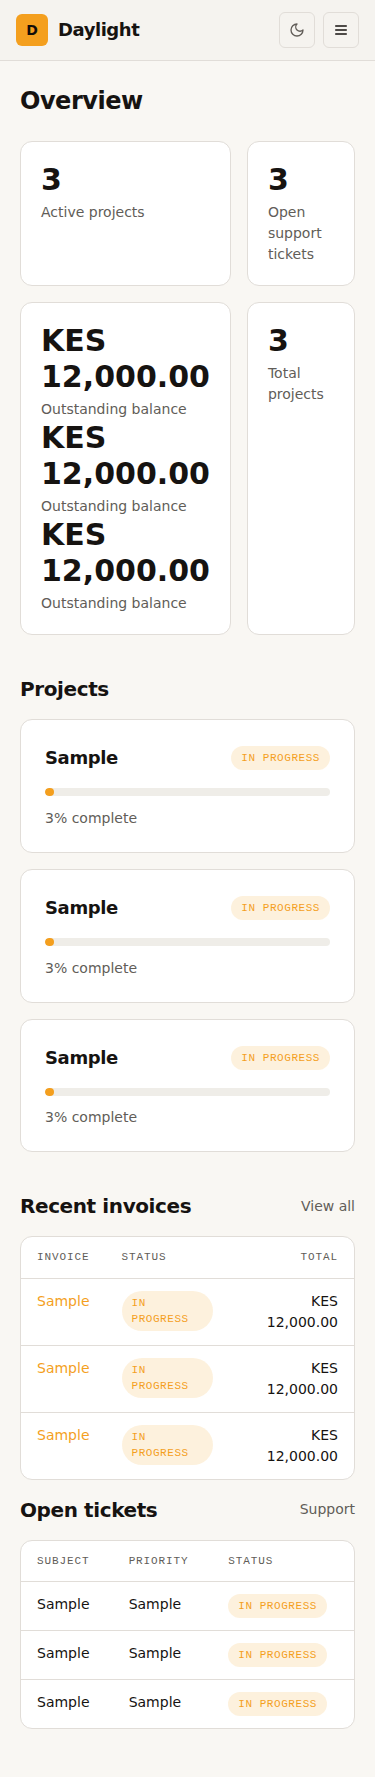 D Daylight
Overview
3
Active projects
3
Open
support
tickets
KES
12,000.00
Outstanding balance
KES
12,000.00
Outstanding balance
KES
12,000.00
Outstanding balance
3
Total
projects
Projects
Sample IN PROGRESS
3% complete
Sample IN PROGRESS
3% complete
Sample IN PROGRESS
3% complete
Recent invoices View all
INVOICE STATUS TOTAL
Sample IN PROGRESS KES 12,000.00
Sample IN PROGRESS KES 12,000.00
Sample IN PROGRESS KES 12,000.00
Open tickets Support
SUBJECT PRIORITY STATUS
Sample Sample IN PROGRESS
Sample Sample IN PROGRESS
Sample Sample IN PROGRESS